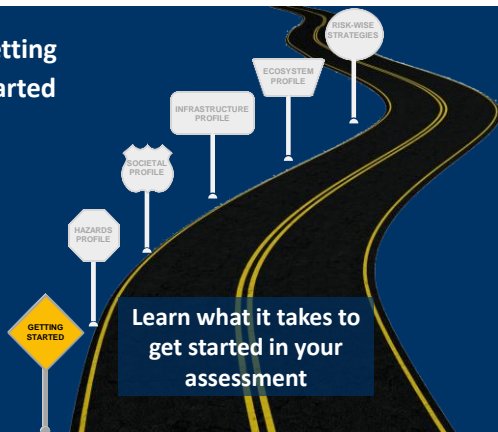 etting
arted
RISK-WISE
STRATEGIES
ECOSYSTEM
PROFILE
INFRASTRUCTURE
PROFILE
SOCIETAL
PROFILE
HAZARDS
PROFILE
GETTING
STARTED
Learn what it takes to
get started in your
assessment